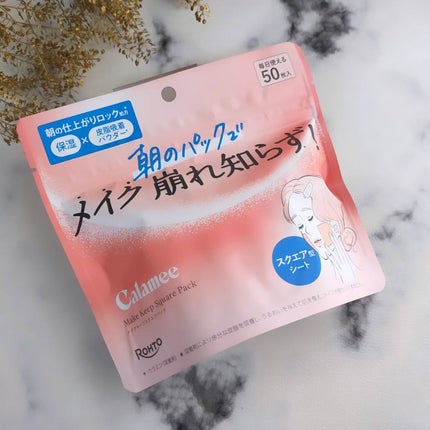 毎日使える
50枚入
朝の仕上がりロック処方
保湿 × 皮脂吸着
パウダー
朝のパックで
メイク崩れ知らず!
スクエア型
シート
Calamee
Make Keep Square Pack
ROHTO